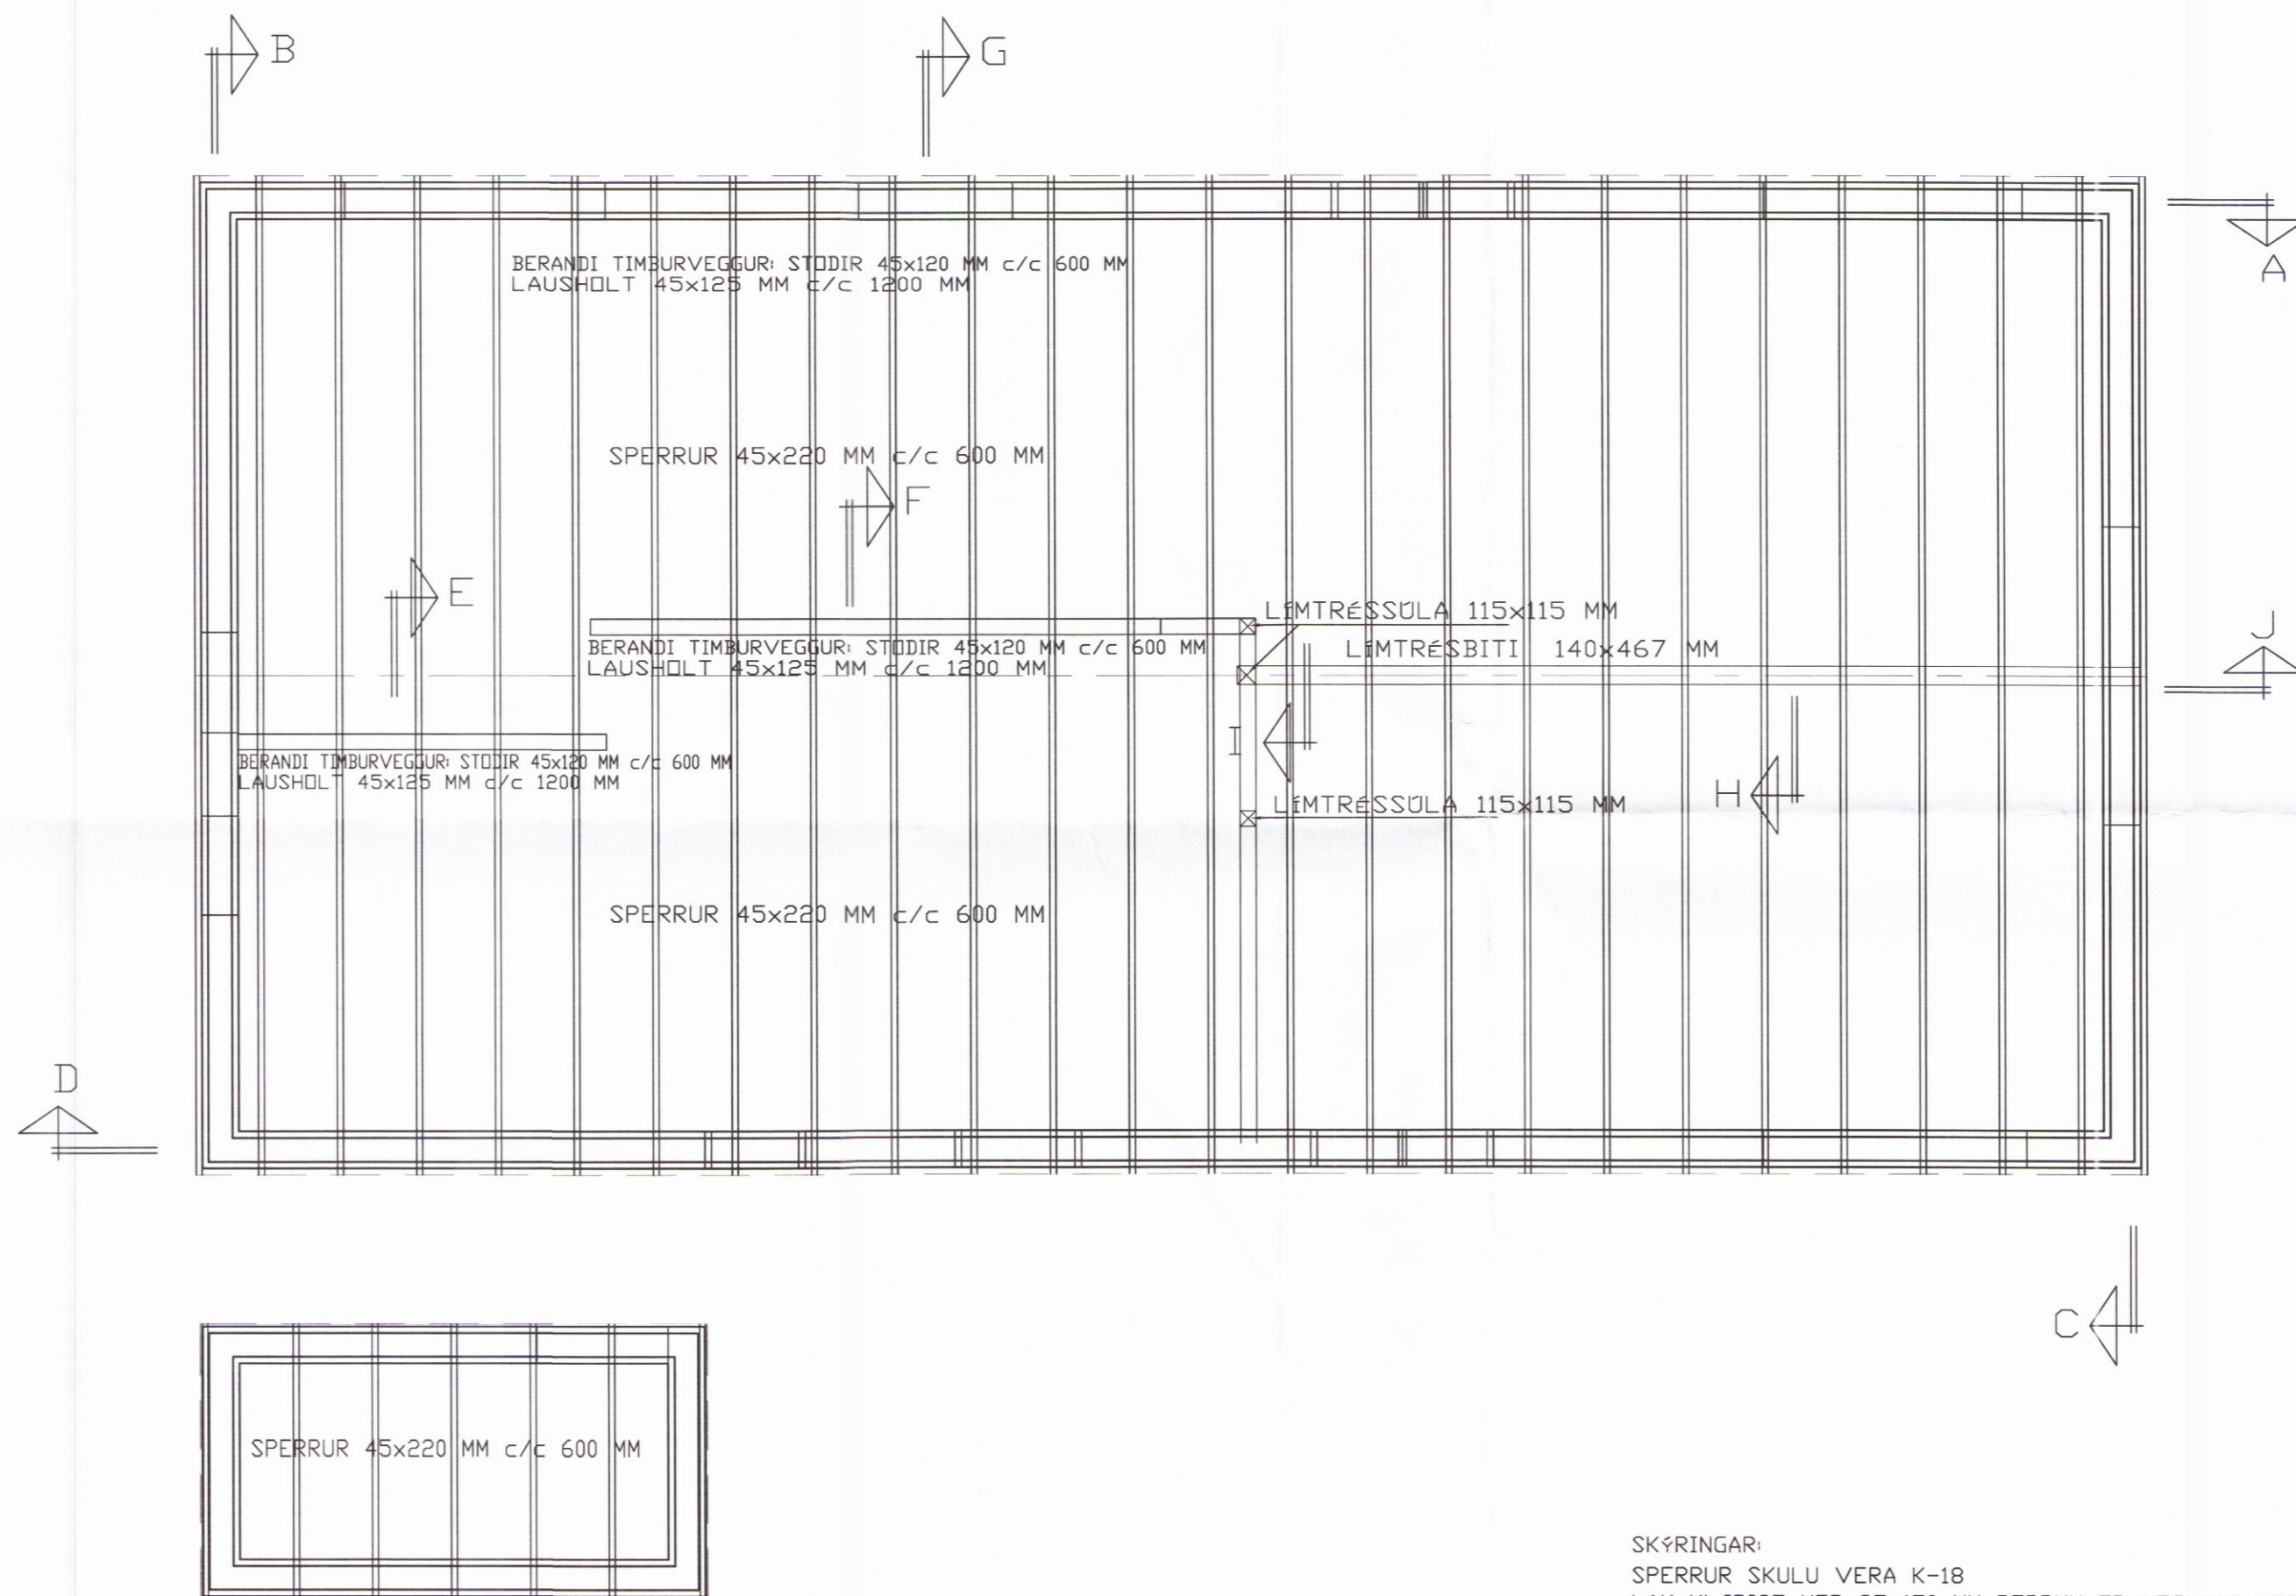 B
G
A
BERANDI TIMBURVEGGUR: STODIR 45x120 MM c/c 600 MM
LAUSHOLT 45x125 MM c/c 1200 MM
SPERRUR 45x220 MM c/c 600 MM
F
E
LÍMTRÉSSÚLA 115x115 MM
J
BERANDI TIMBURVEGGUR: STODIR 45x120 MM c/c 600 MM
LÍMTRÉSBITI 140x467 MM
LAUSHOLT 45x125 MM c/c 1200 MM
I
BERANDI TIMBURVEGGUR: STODIR 45x120 MM c/c 600 MM
LAUSHOLT 45x125 MM c/c 1200 MM
H
LÍMTRÉSSÚLA 115x115 MM
SPERRUR 45x220 MM c/c 600 MM
D
C
SPERRUR 45x220 MM c/c 600 MM
SKÝRINGAR:
SPERRUR SKULU VERA K-18